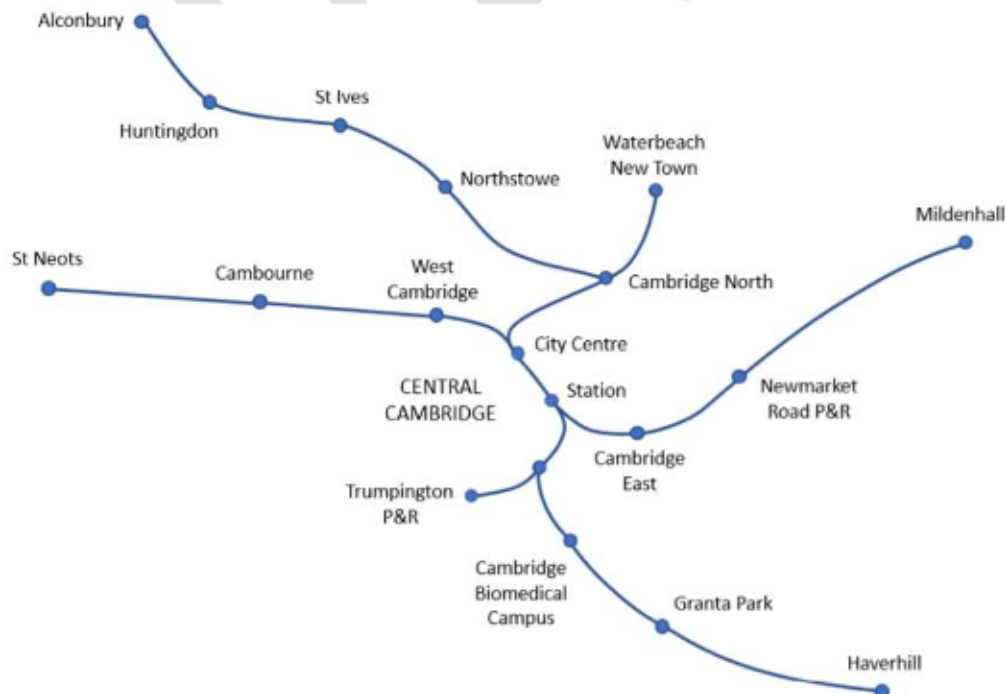 Alconbury
St Ives
Huntingdon
Waterbeach
New Town
Northstowe
Mildenhall
St Neots
Cambourne
West
Cambridge
Cambridge North
City Centre
CENTRAL
CAMBRIDGE
Station
Newmarket
Road P&R
Cambridge
East
Trumpington
P&R
Cambridge
Biomedical
Campus
Granta Park
Haverhill